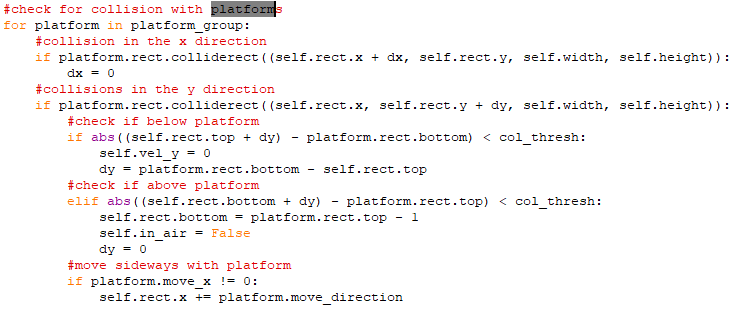 #check for collision with platforms
for platform in platform_group:
    #collision in the x direction
    if platform.rect.colliderect((self.rect.x + dx, self.rect.y, self.width, self.height)):
        dx = 0
    #collisions in the y direction
    if platform.rect.colliderect((self.rect.x, self.rect.y + dy, self.width, self.height)):
        #check if below platform
        if abs((self.rect.top + dy) - platform.rect.bottom) < col_thresh:
            self.vel_y = 0
            dy = platform.rect.bottom - self.rect.top
        #check if above platform
        elif abs((self.rect.bottom + dy) - platform.rect.top) < col_thresh:
            self.rect.bottom = platform.rect.top - 1
            self.in_air = False
            dy = 0
        #move sideways with platform
        if platform.move_x != 0:
            self.rect.x += platform.move_direction